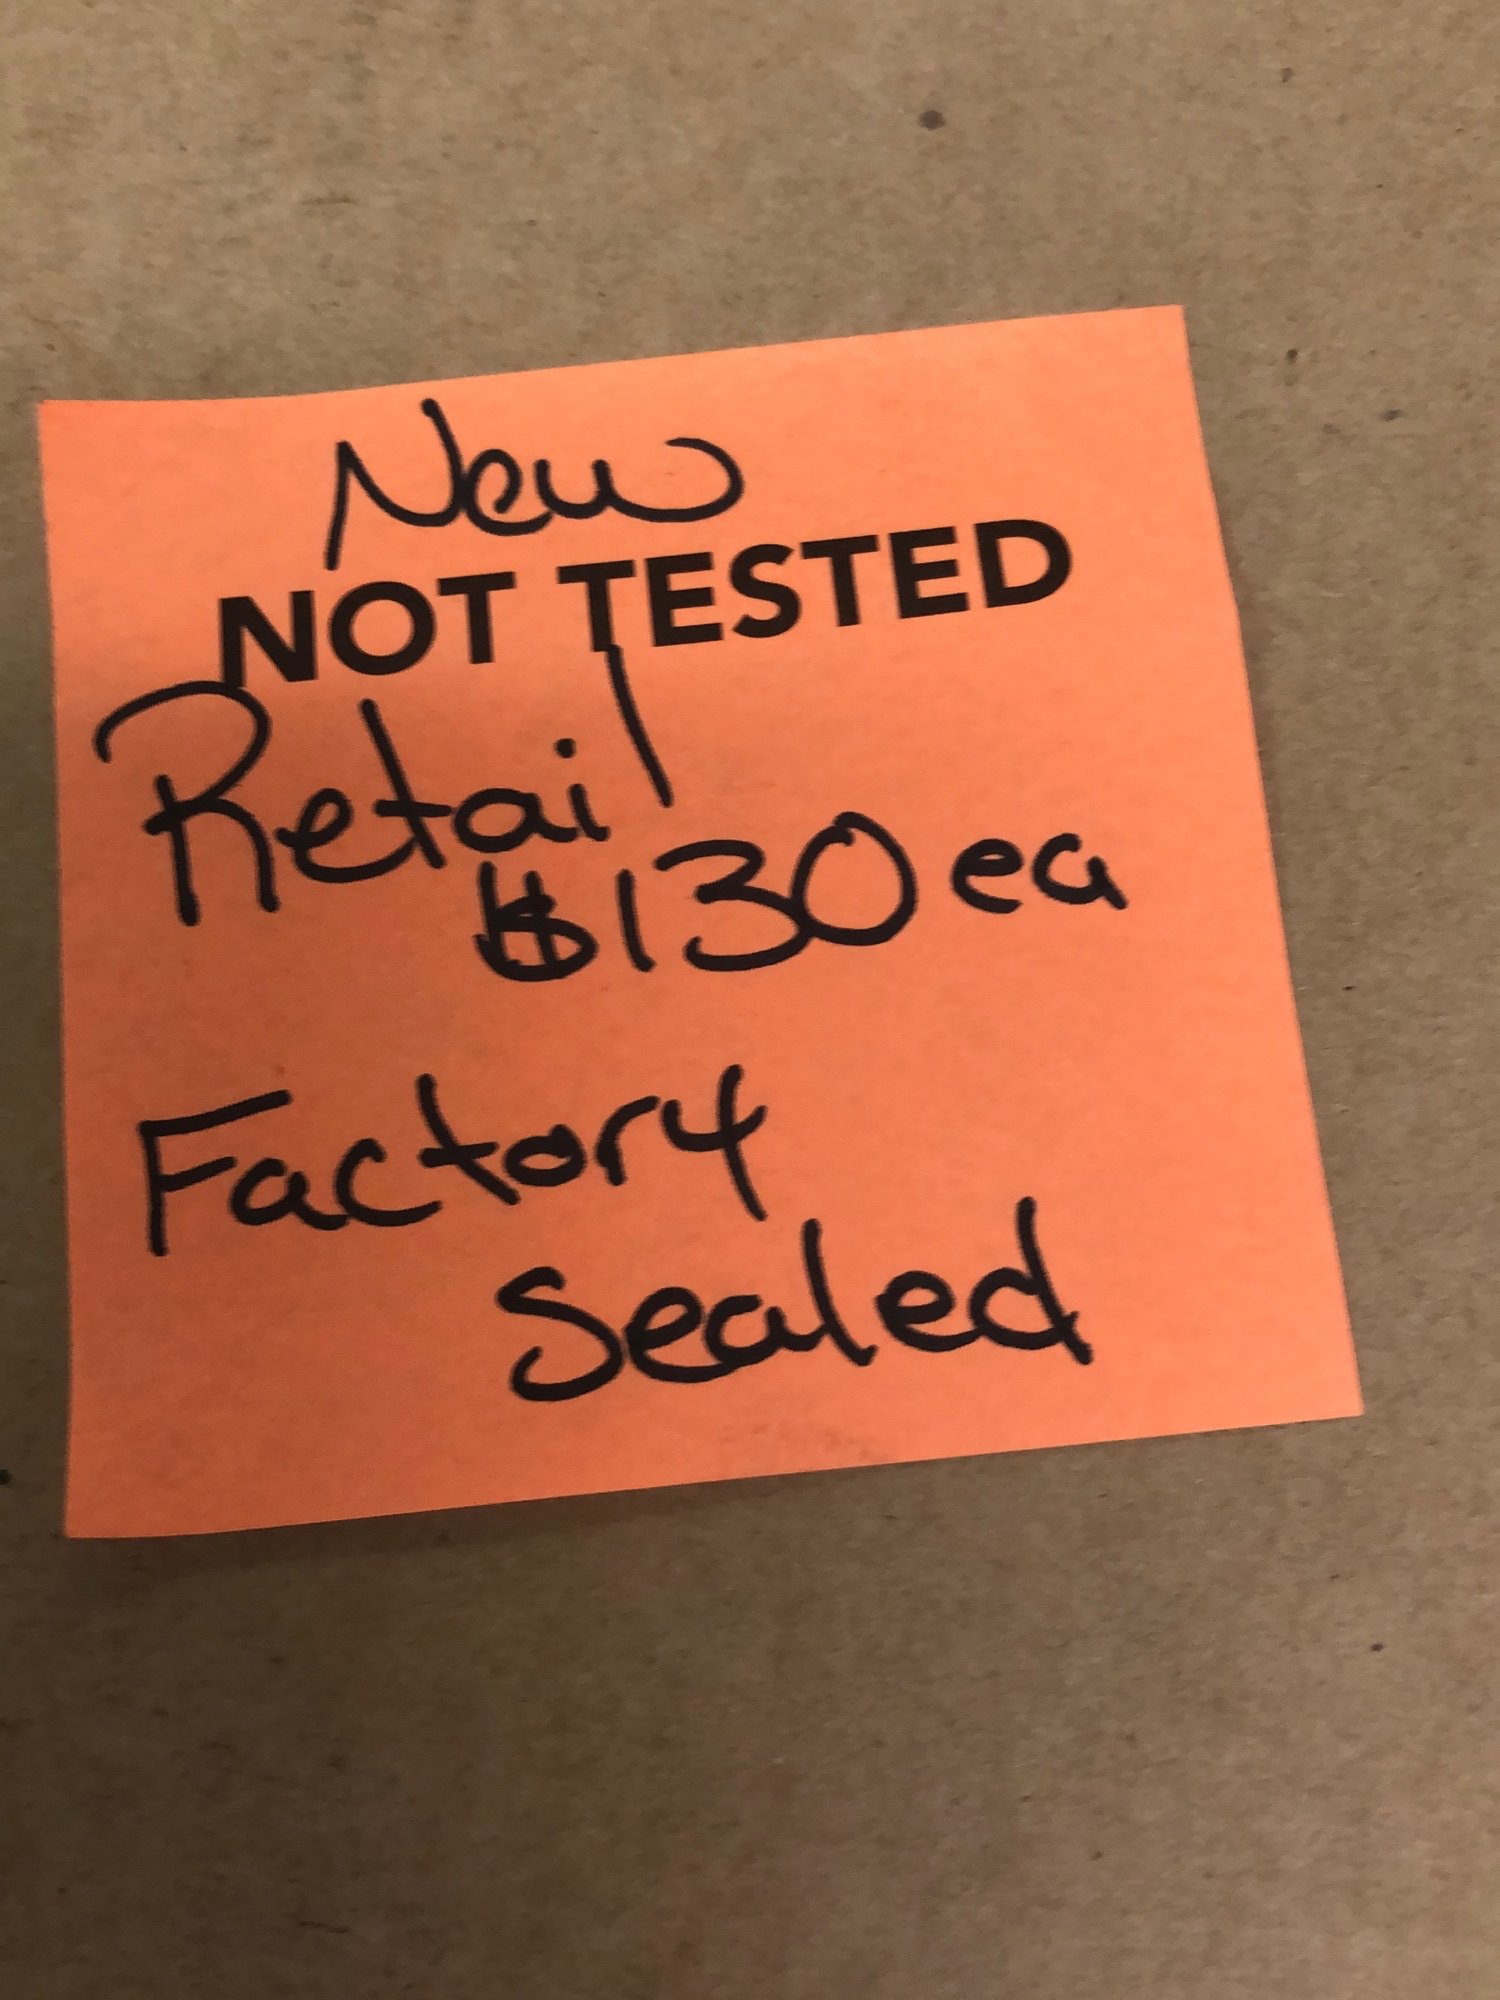 New
NOT TESTED
Retail
$130 ea
Factory
Sealed